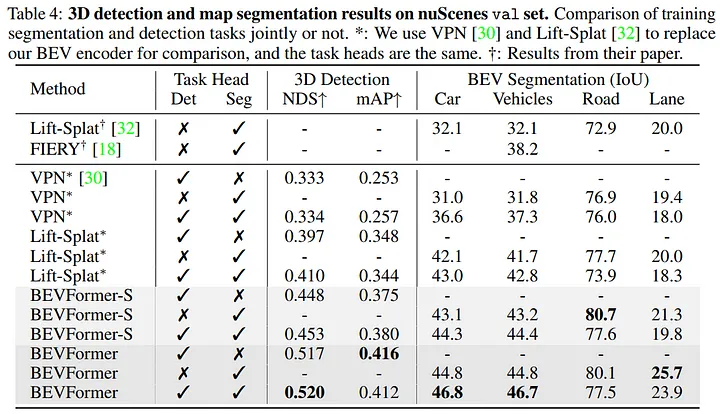 Table 4: 3D detection and map segmentation results on nuScenes val set. Comparison of training
segmentation and detection tasks jointly or not. *: We use VPN [30] and Lift-Splat [32] to replace
our BEV encoder for comparison, and the task heads are the same. †: Results from their paper.
Method Task Head 3D Detection BEV Segmentation (IoU)
Det Seg NDS↑ mAP↑ Car Vehicles Road Lane
Lift-Splat† [32] ✗ ✓ - - 32.1 32.1 72.9 20.0
FIERY† [18] ✗ ✓ - - - 38.2 - -
VPN* [30] ✓ ✗ 0.333 0.253 - - - -
VPN* ✗ ✓ - - 31.0 31.8 76.9 19.4
VPN* ✓ ✓ 0.334 0.257 36.6 37.3 76.0 18.0
Lift-Splat* ✓ ✗ 0.397 0.348 - - - -
Lift-Splat* ✗ ✓ - - 42.1 41.7 77.7 20.0
Lift-Splat* ✓ ✓ 0.410 0.344 43.0 42.8 73.9 18.3
BEVFormer-S ✓ ✗ 0.448 0.375 - - - -
BEVFormer-S ✗ ✓ - - 43.1 43.2 80.7 21.3
BEVFormer-S ✓ ✓ 0.453 0.380 44.3 44.4 77.6 19.8
BEVFormer ✓ ✗ 0.517 0.416 - - - -
BEVFormer ✗ ✓ - - 44.8 44.8 80.1 25.7
BEVFormer ✓ ✓ 0.520 0.412 46.8 46.7 77.5 23.9